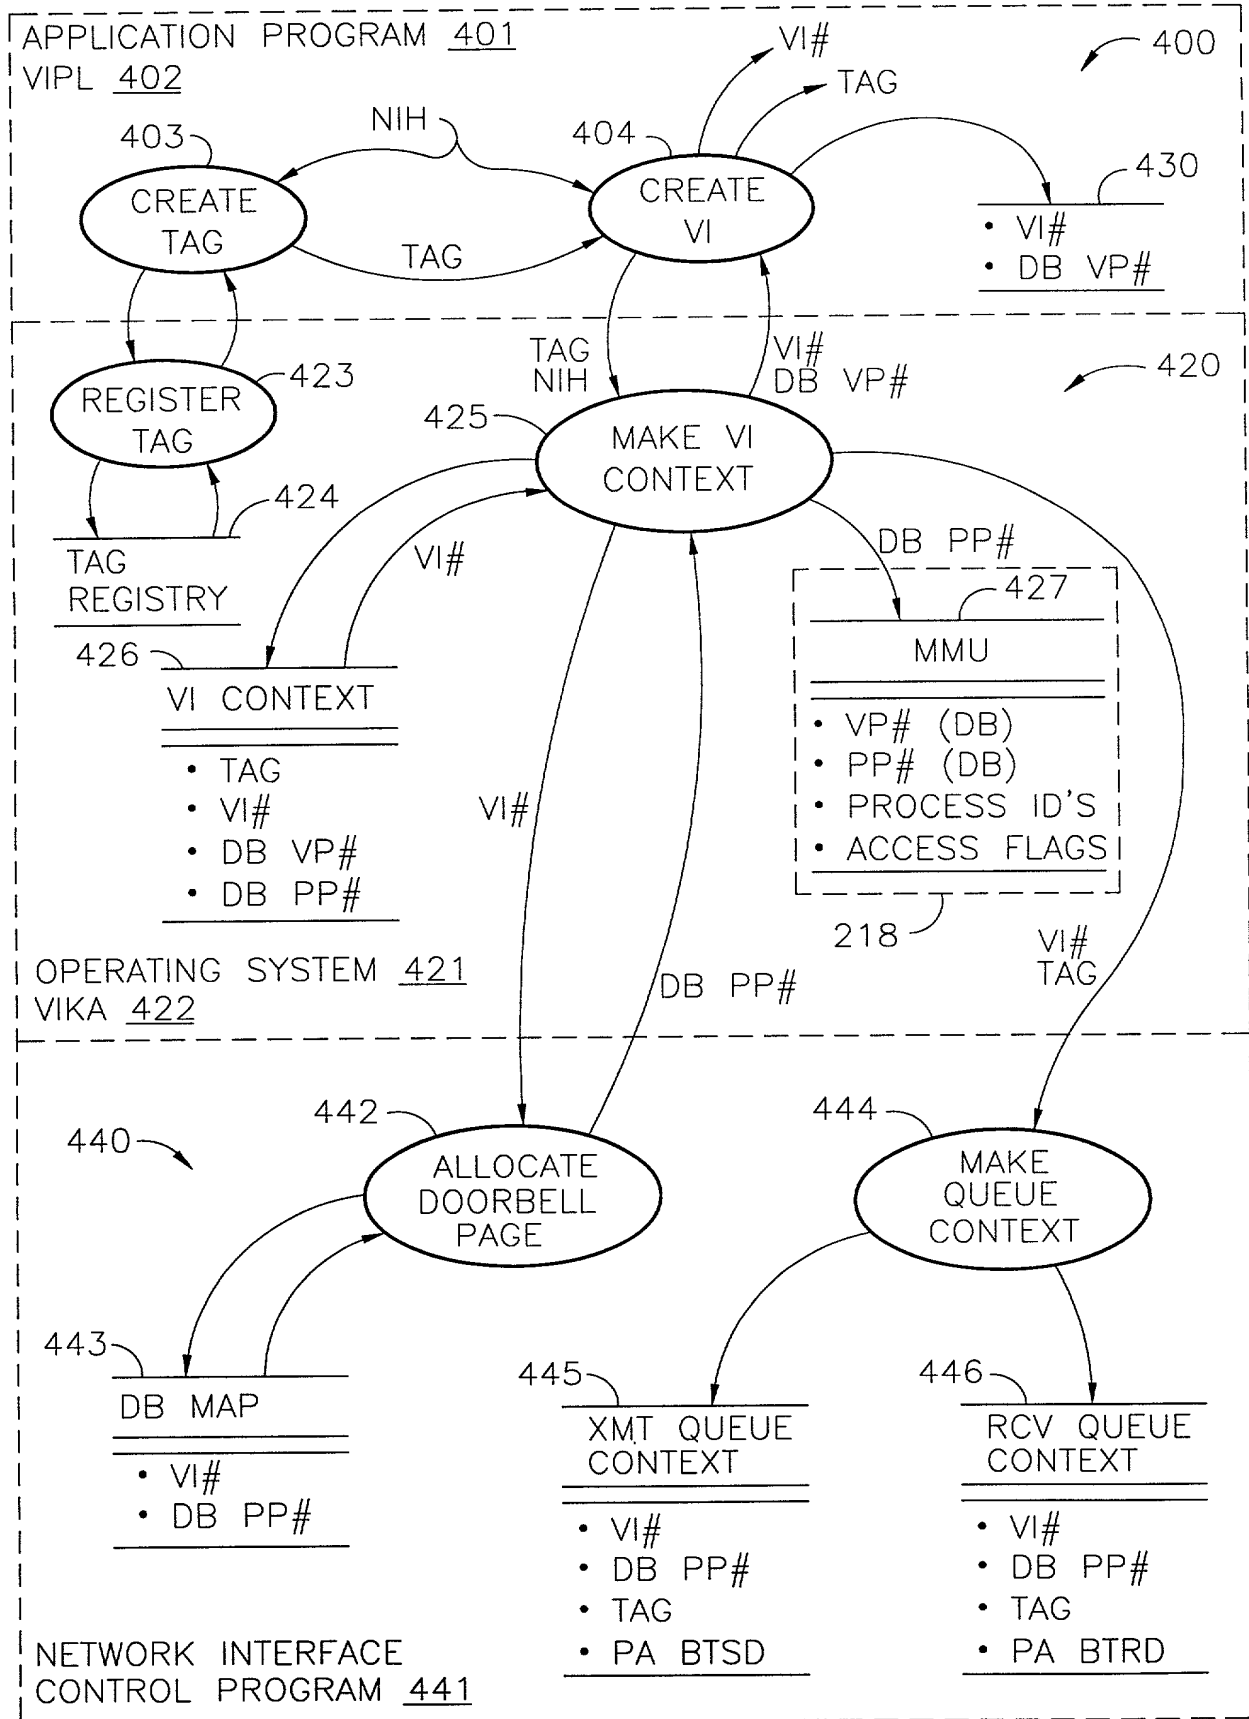 APPLICATION PROGRAM 401
VIPL 402
VI#
TAG
400
NIH
403
404
430
CREATE
TAG
CREATE
VI
TAG
• VI#
• DB VP#
TAG
NIH
VI#
DB VP#
420
REGISTER
TAG
423
425
MAKE VI
CONTEXT
424
TAG
REGISTRY
VI#
DB PP#
427
MMU
• VP# (DB)
• PP# (DB)
• PROCESS ID'S
• ACCESS FLAGS
218
426
VI CONTEXT
• TAG
• VI#
• DB VP#
• DB PP#
VI#
DB PP#
VI#
TAG
OPERATING SYSTEM 421
VIKA 422
440
442
ALLOCATE
DOORBELL
PAGE
444
MAKE
QUEUE
CONTEXT
443
DB MAP
• VI#
• DB PP#
445
XMT QUEUE
CONTEXT
• VI#
• DB PP#
• TAG
• PA BTSD
446
RCV QUEUE
CONTEXT
• VI#
• DB PP#
• TAG
• PA BTRD
NETWORK INTERFACE
CONTROL PROGRAM 441